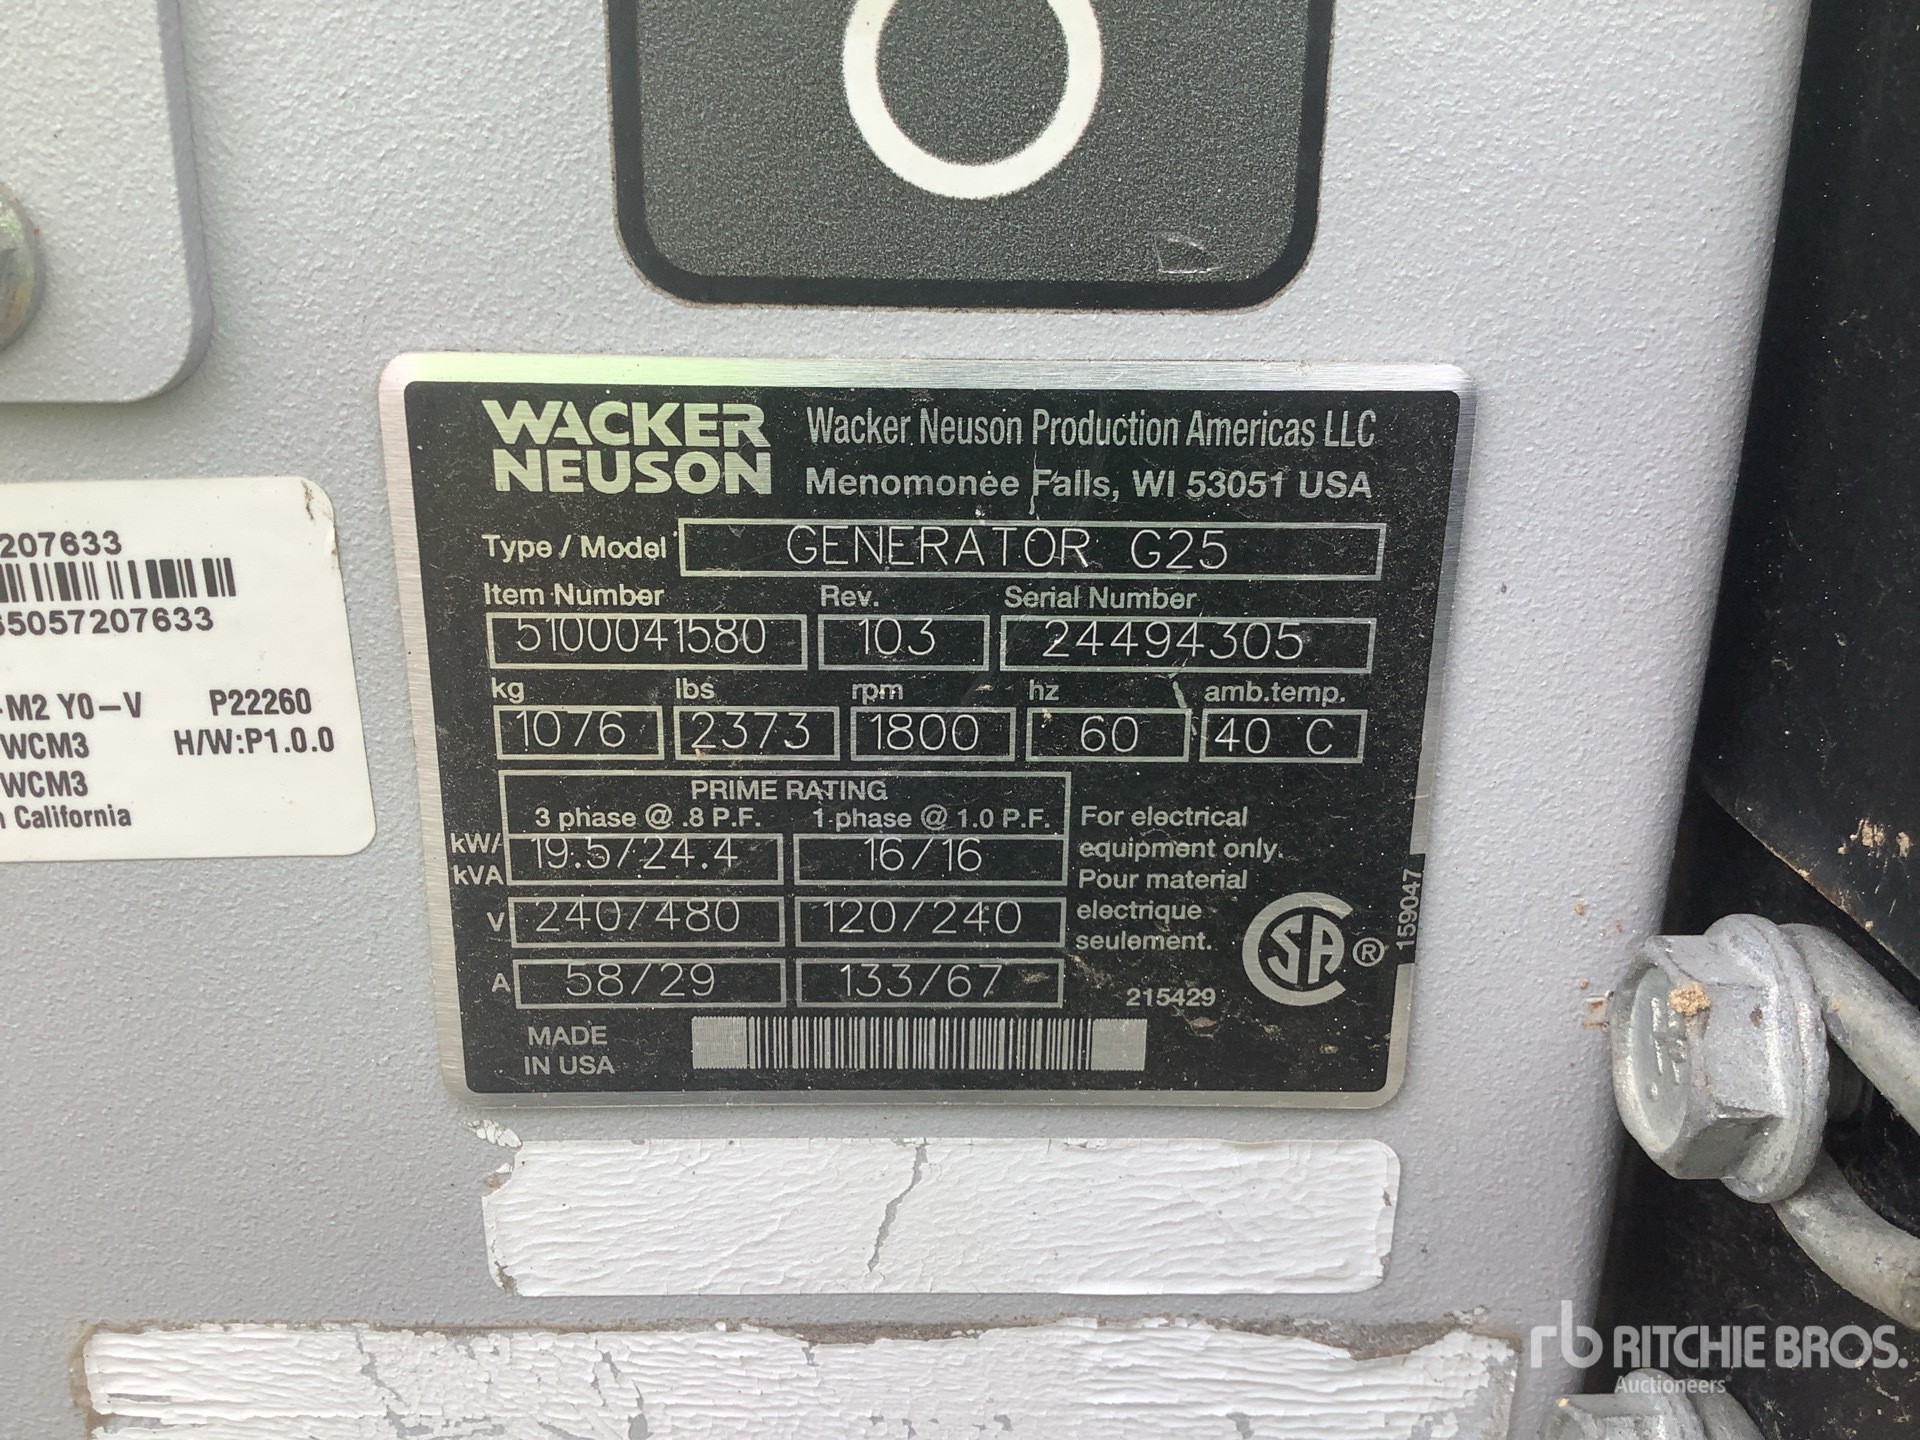 WACKER NEUSON
Wacker Neuson Production Americas LLC
Menomonee Falls, WI 53051 USA
Type / Model GENERATOR G25
Item Number Rev. Serial Number
5100041580 10.3 24494305
kg lbs rpm hz amb.temp.
1076 2373 1800 60 40 C
PRIME RATING
3 phase @ .8 P.F. 1 phase @ 1.0 P.F.
kW/kVA 19.5/24.4 16/16
V 240/480 120/240
A 58/29 133/67
For electrical
equipment only.
Pour material
electrique
seulement.
215429
SA ®
159047
MADE
IN USA
207633
55057207633
-M2 Y0-V P22260
WCM3 H/W:P1.0.0
WCM3
California
rb RITCHIE BROS.
Auctioneers